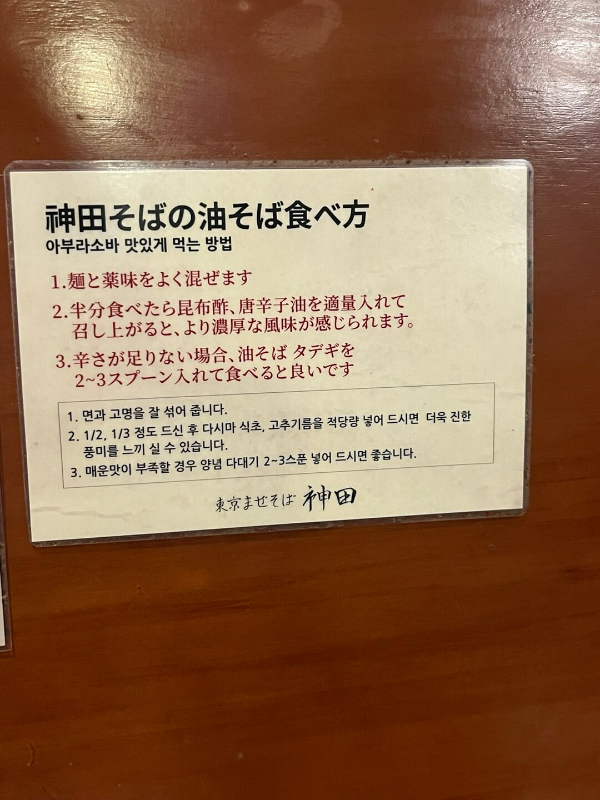 神田そばの油そば食べ方
아부라소바 맛있게 먹는 방법
1.麺と薬味をよく混ぜます
2.半分食べたら昆布酢、唐辛子油を適量入れて
召し上がると、より濃厚な風味が感じられます。
3.辛さが足りない場合、油そば タデギを
2~3スプーン入れて食べると良いです
1. 면과 고명을 잘 섞어 줍니다.
2. 1/2, 1/3 정도 드신 후 다시마 식초, 고추기름을 적당량 넣어 드시면 더욱 진한
풍미를 느끼 실 수 있습니다.
3. 매운맛이 부족할 경우 양념 다대기 2~3스푼 넣어 드시면 좋습니다.
東京まぜそば 神田